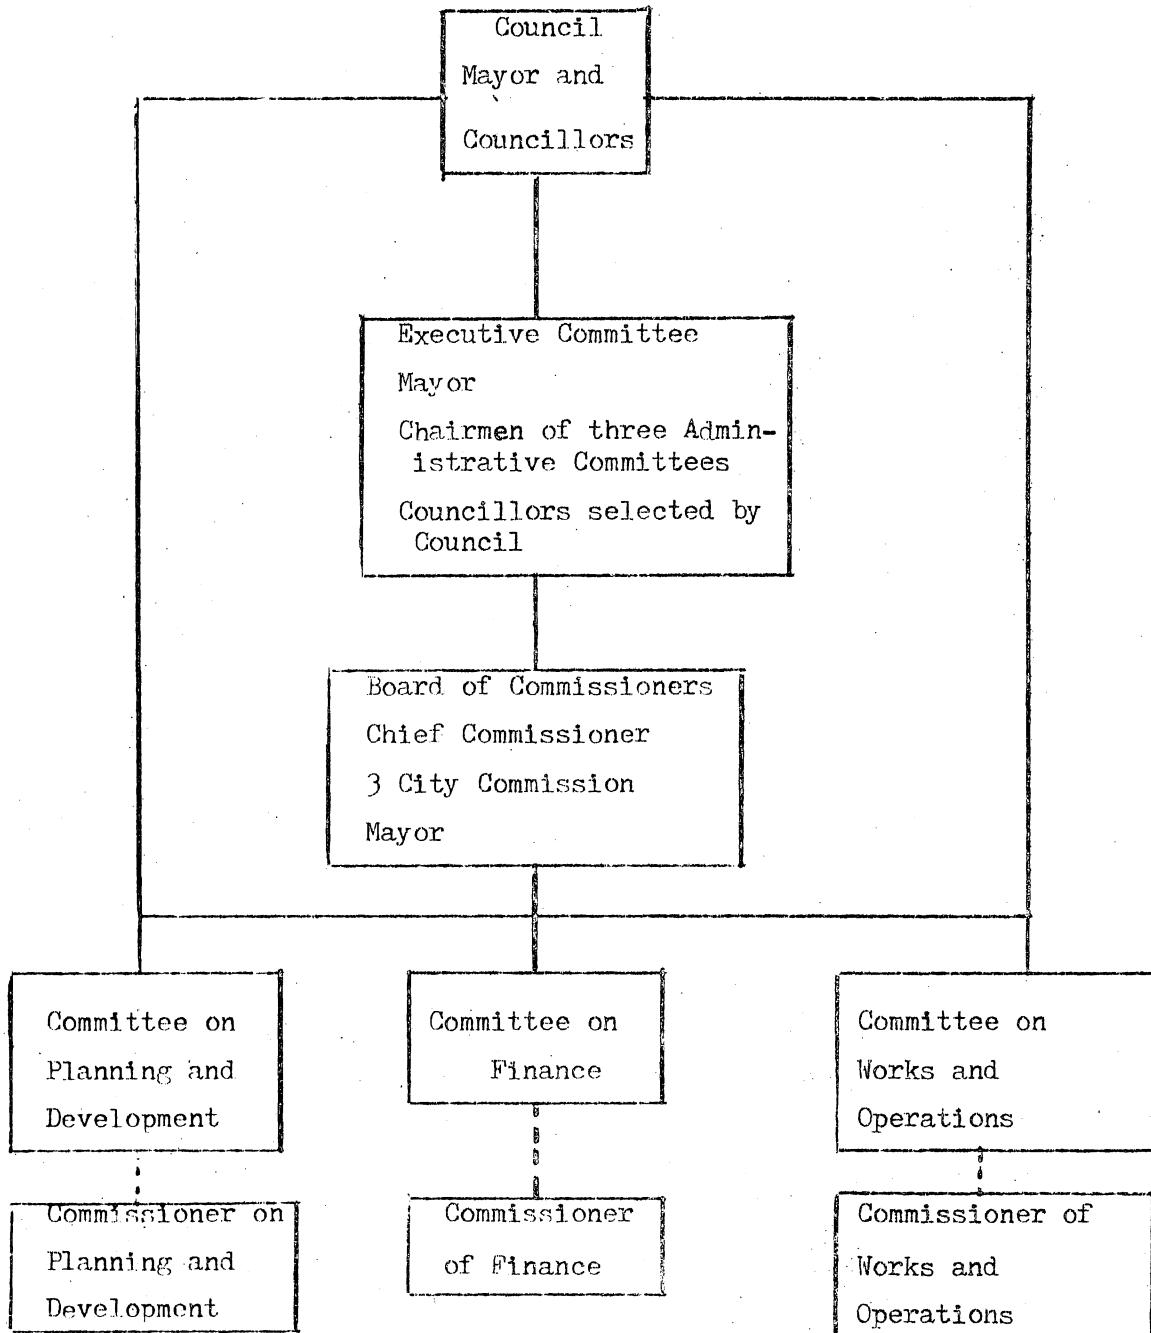 Council
Mayor and
Councillors
Executive Committee
Mayor
Chairmen of three Admin-
istrative Committees
Councillors selected by
Council
Board of Commissioners
Chief Commissioner
3 City Commission
Mayor
Committee on
Planning and
Development
Committee on
Finance
Committee on
Works and
Operations
Commissioner on
Planning and
Development
Commissioner
of Finance
Commissioner of
Works and
Operations